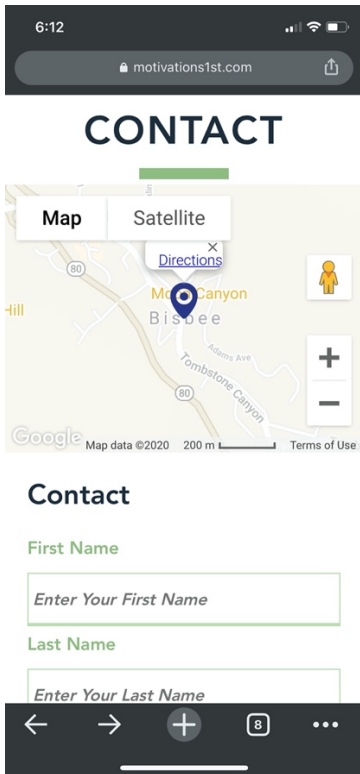 6:12
motivations1st.com
CONTACT
Map
Satellite
Directions
80
Canyon
Hill
Bisbee
Adams Ave
Tombstone Canyon
80
Google
Map data ©2020
200 m
Terms of Use
Contact
First Name
Enter Your First Name
Last Name
Enter Your Last Name
8